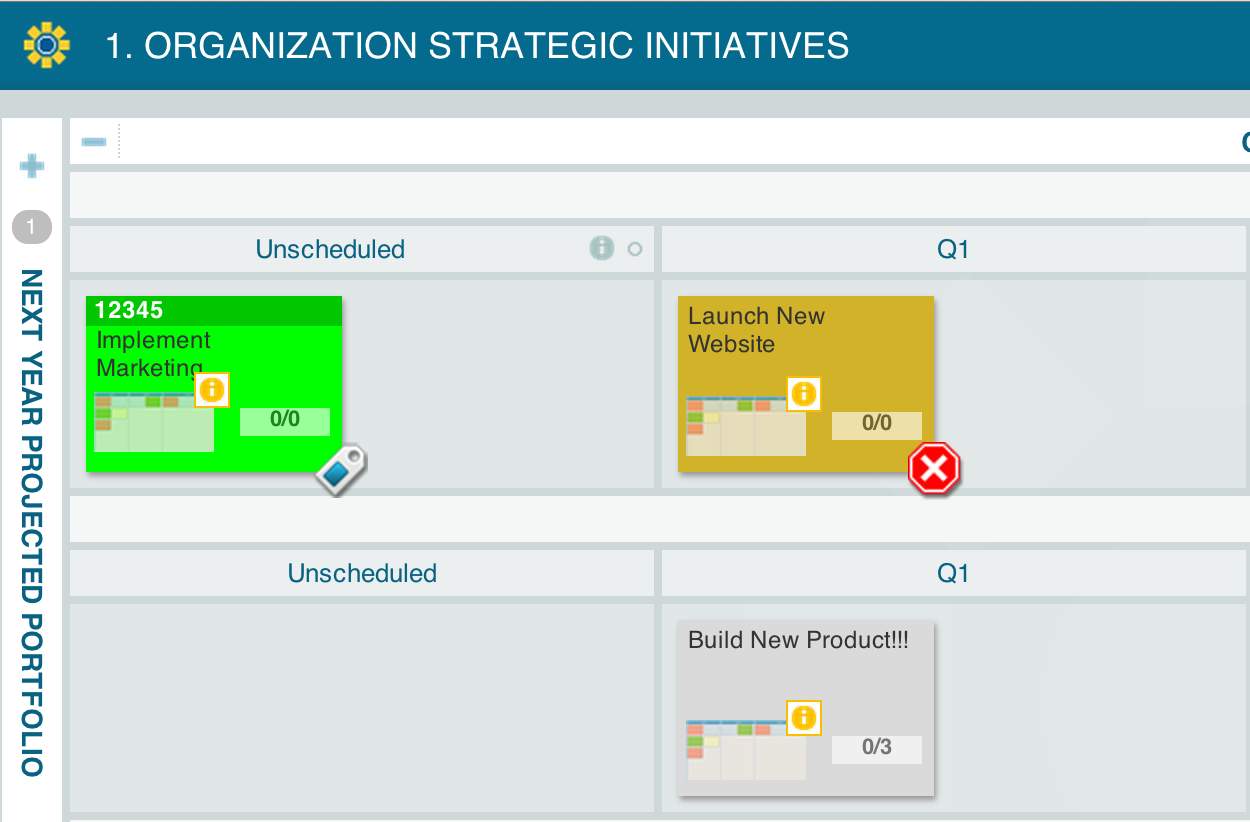 1. ORGANIZATION STRATEGIC INITIATIVES
1
NEXT YEAR PROJECTED PORTFOLIO
Unscheduled
Q1
12345
Implement
Marketing
0/0
Launch New
Website
0/0
Unscheduled
Q1
Build New Product!!!
0/3